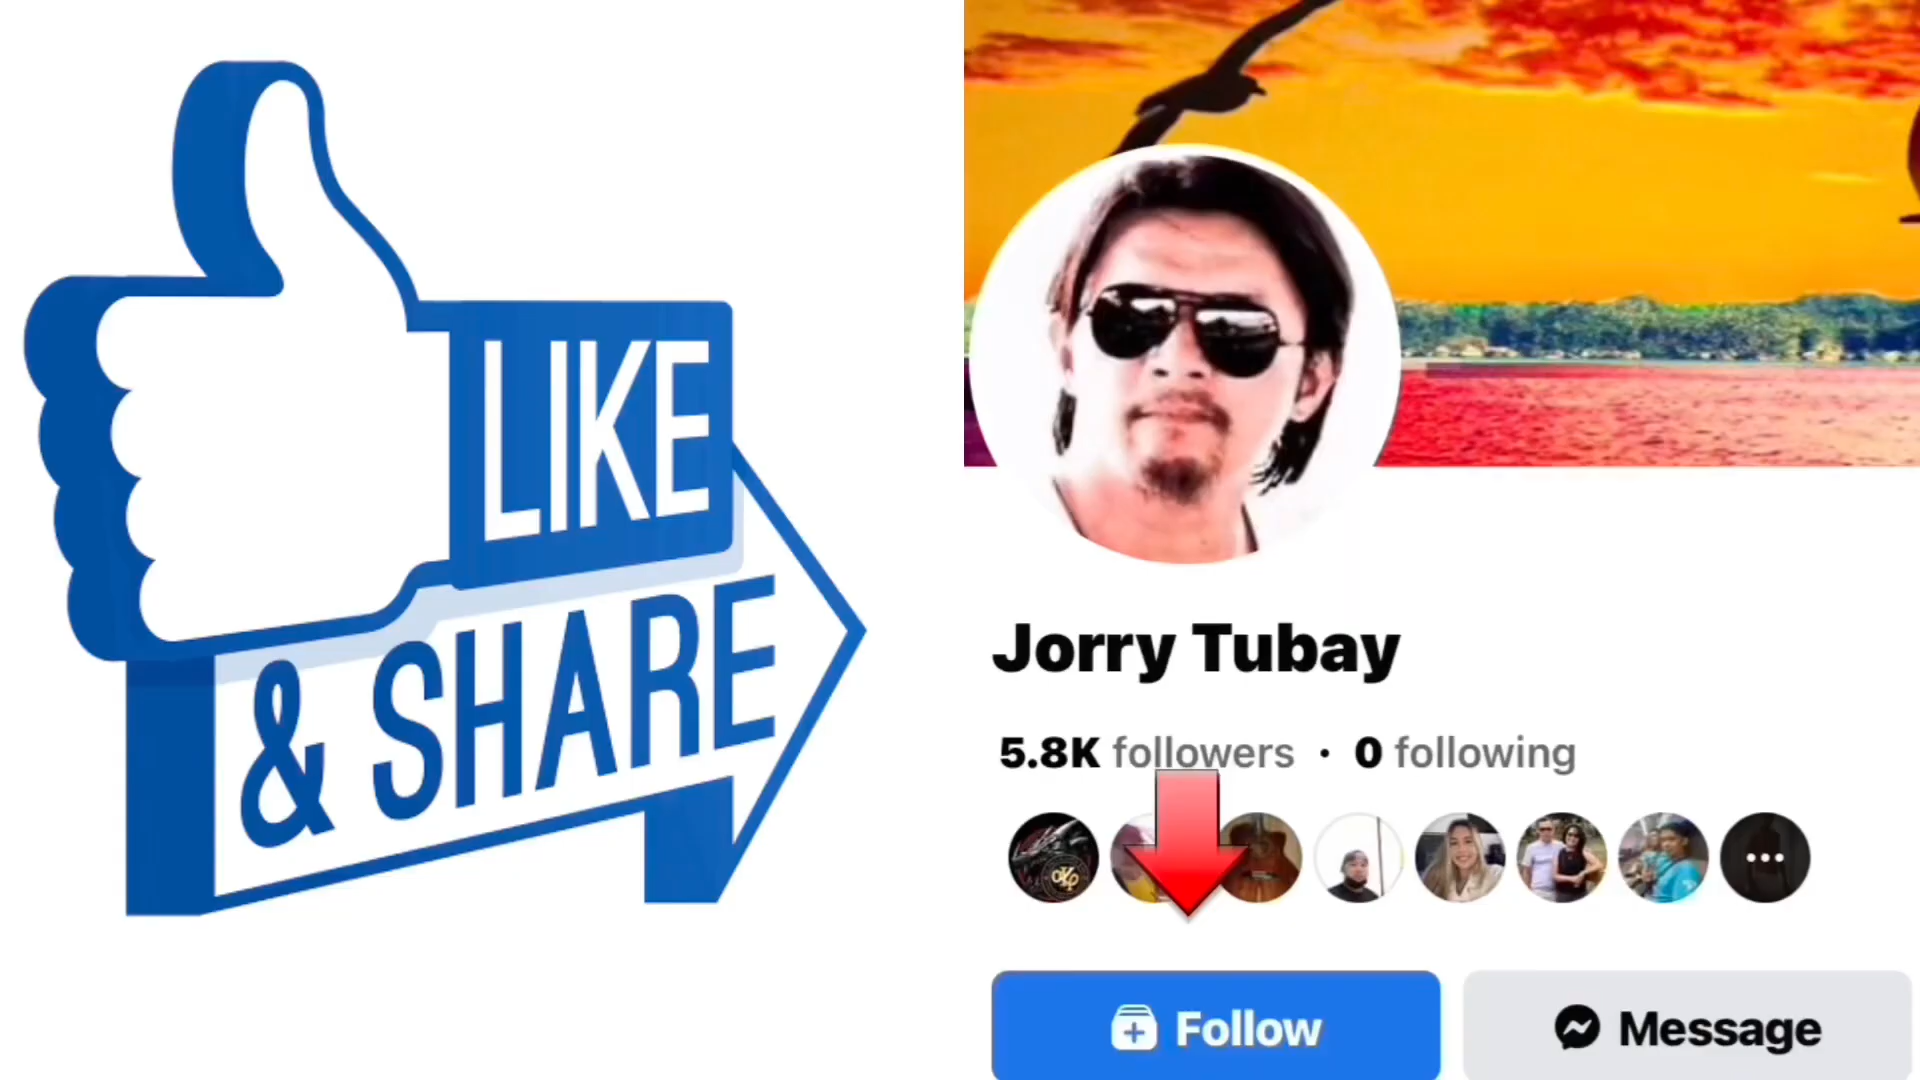 LIKE
& SHARE
Jorry Tubay
5.8K followers · 0 following
Follow
Message